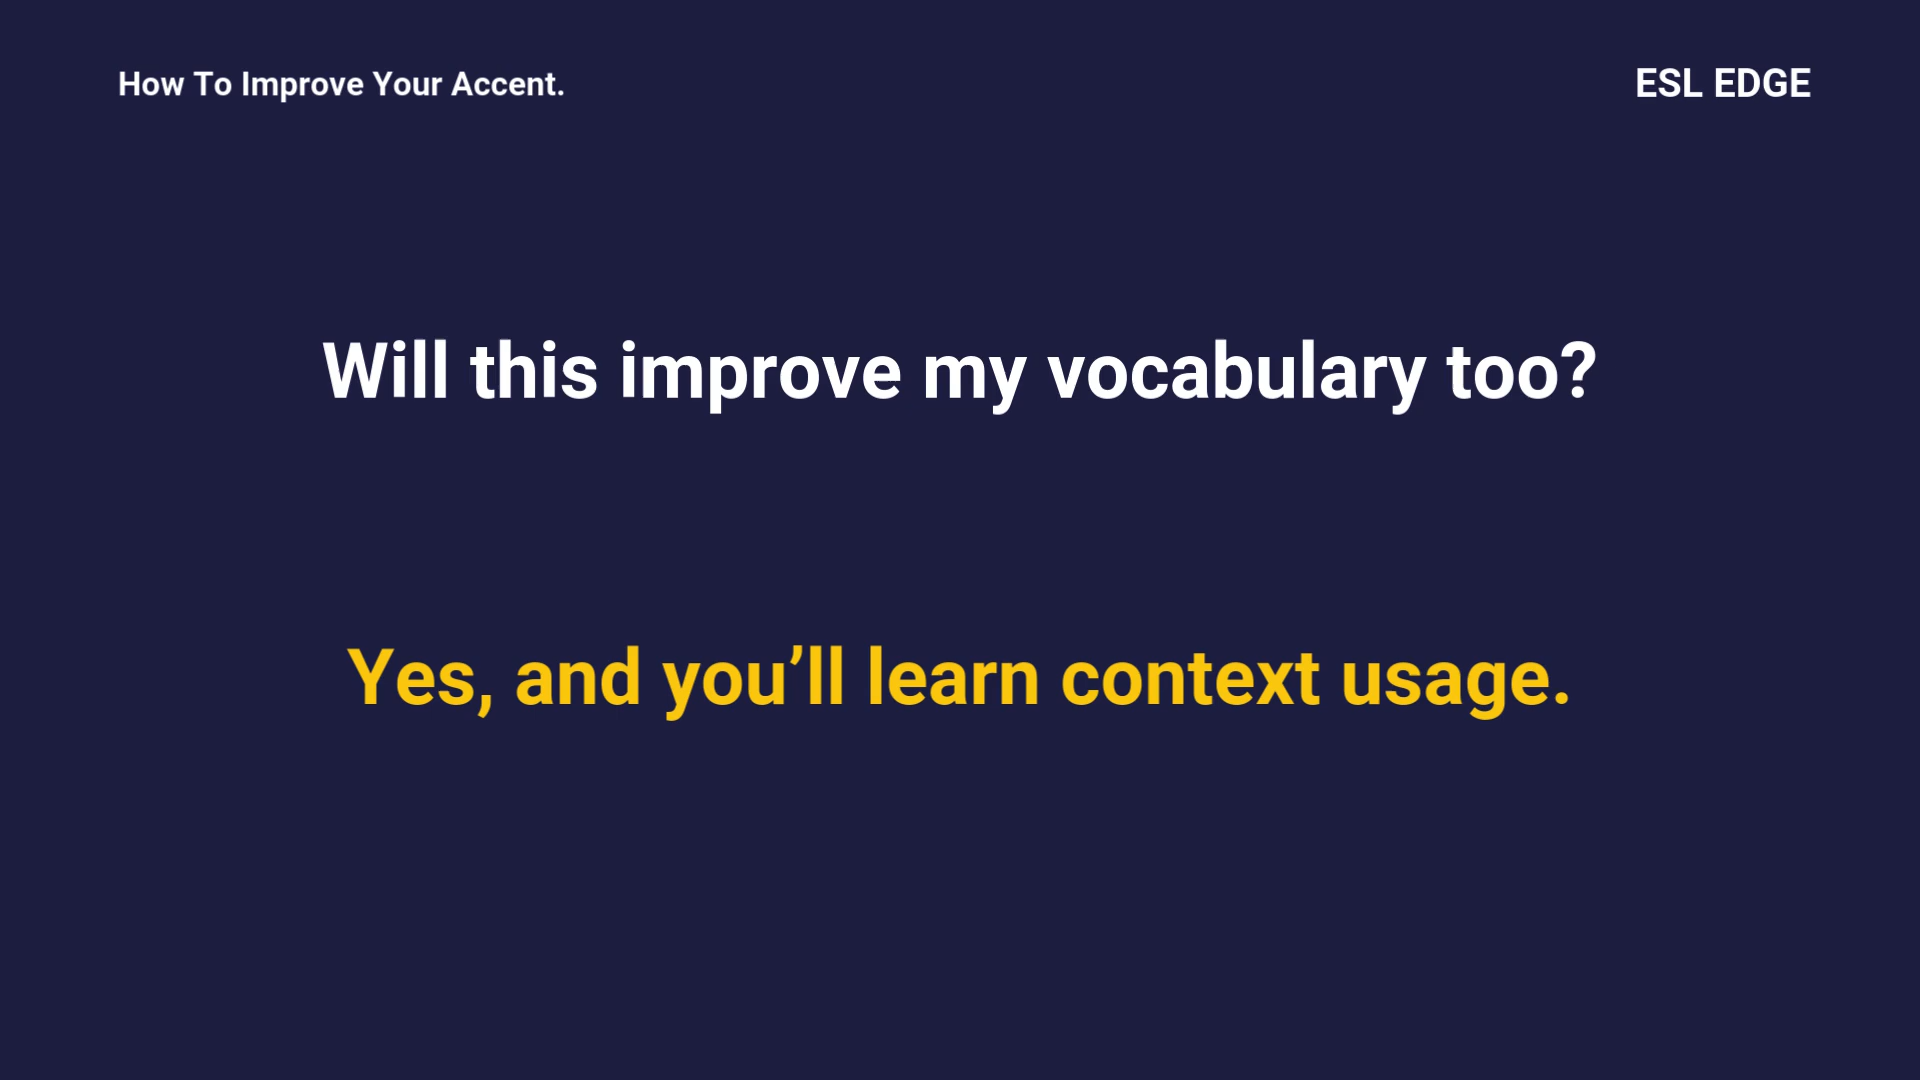 How To Improve Your Accent.
ESL EDGE
Will this improve my vocabulary too?
Yes, and you’ll learn context usage.